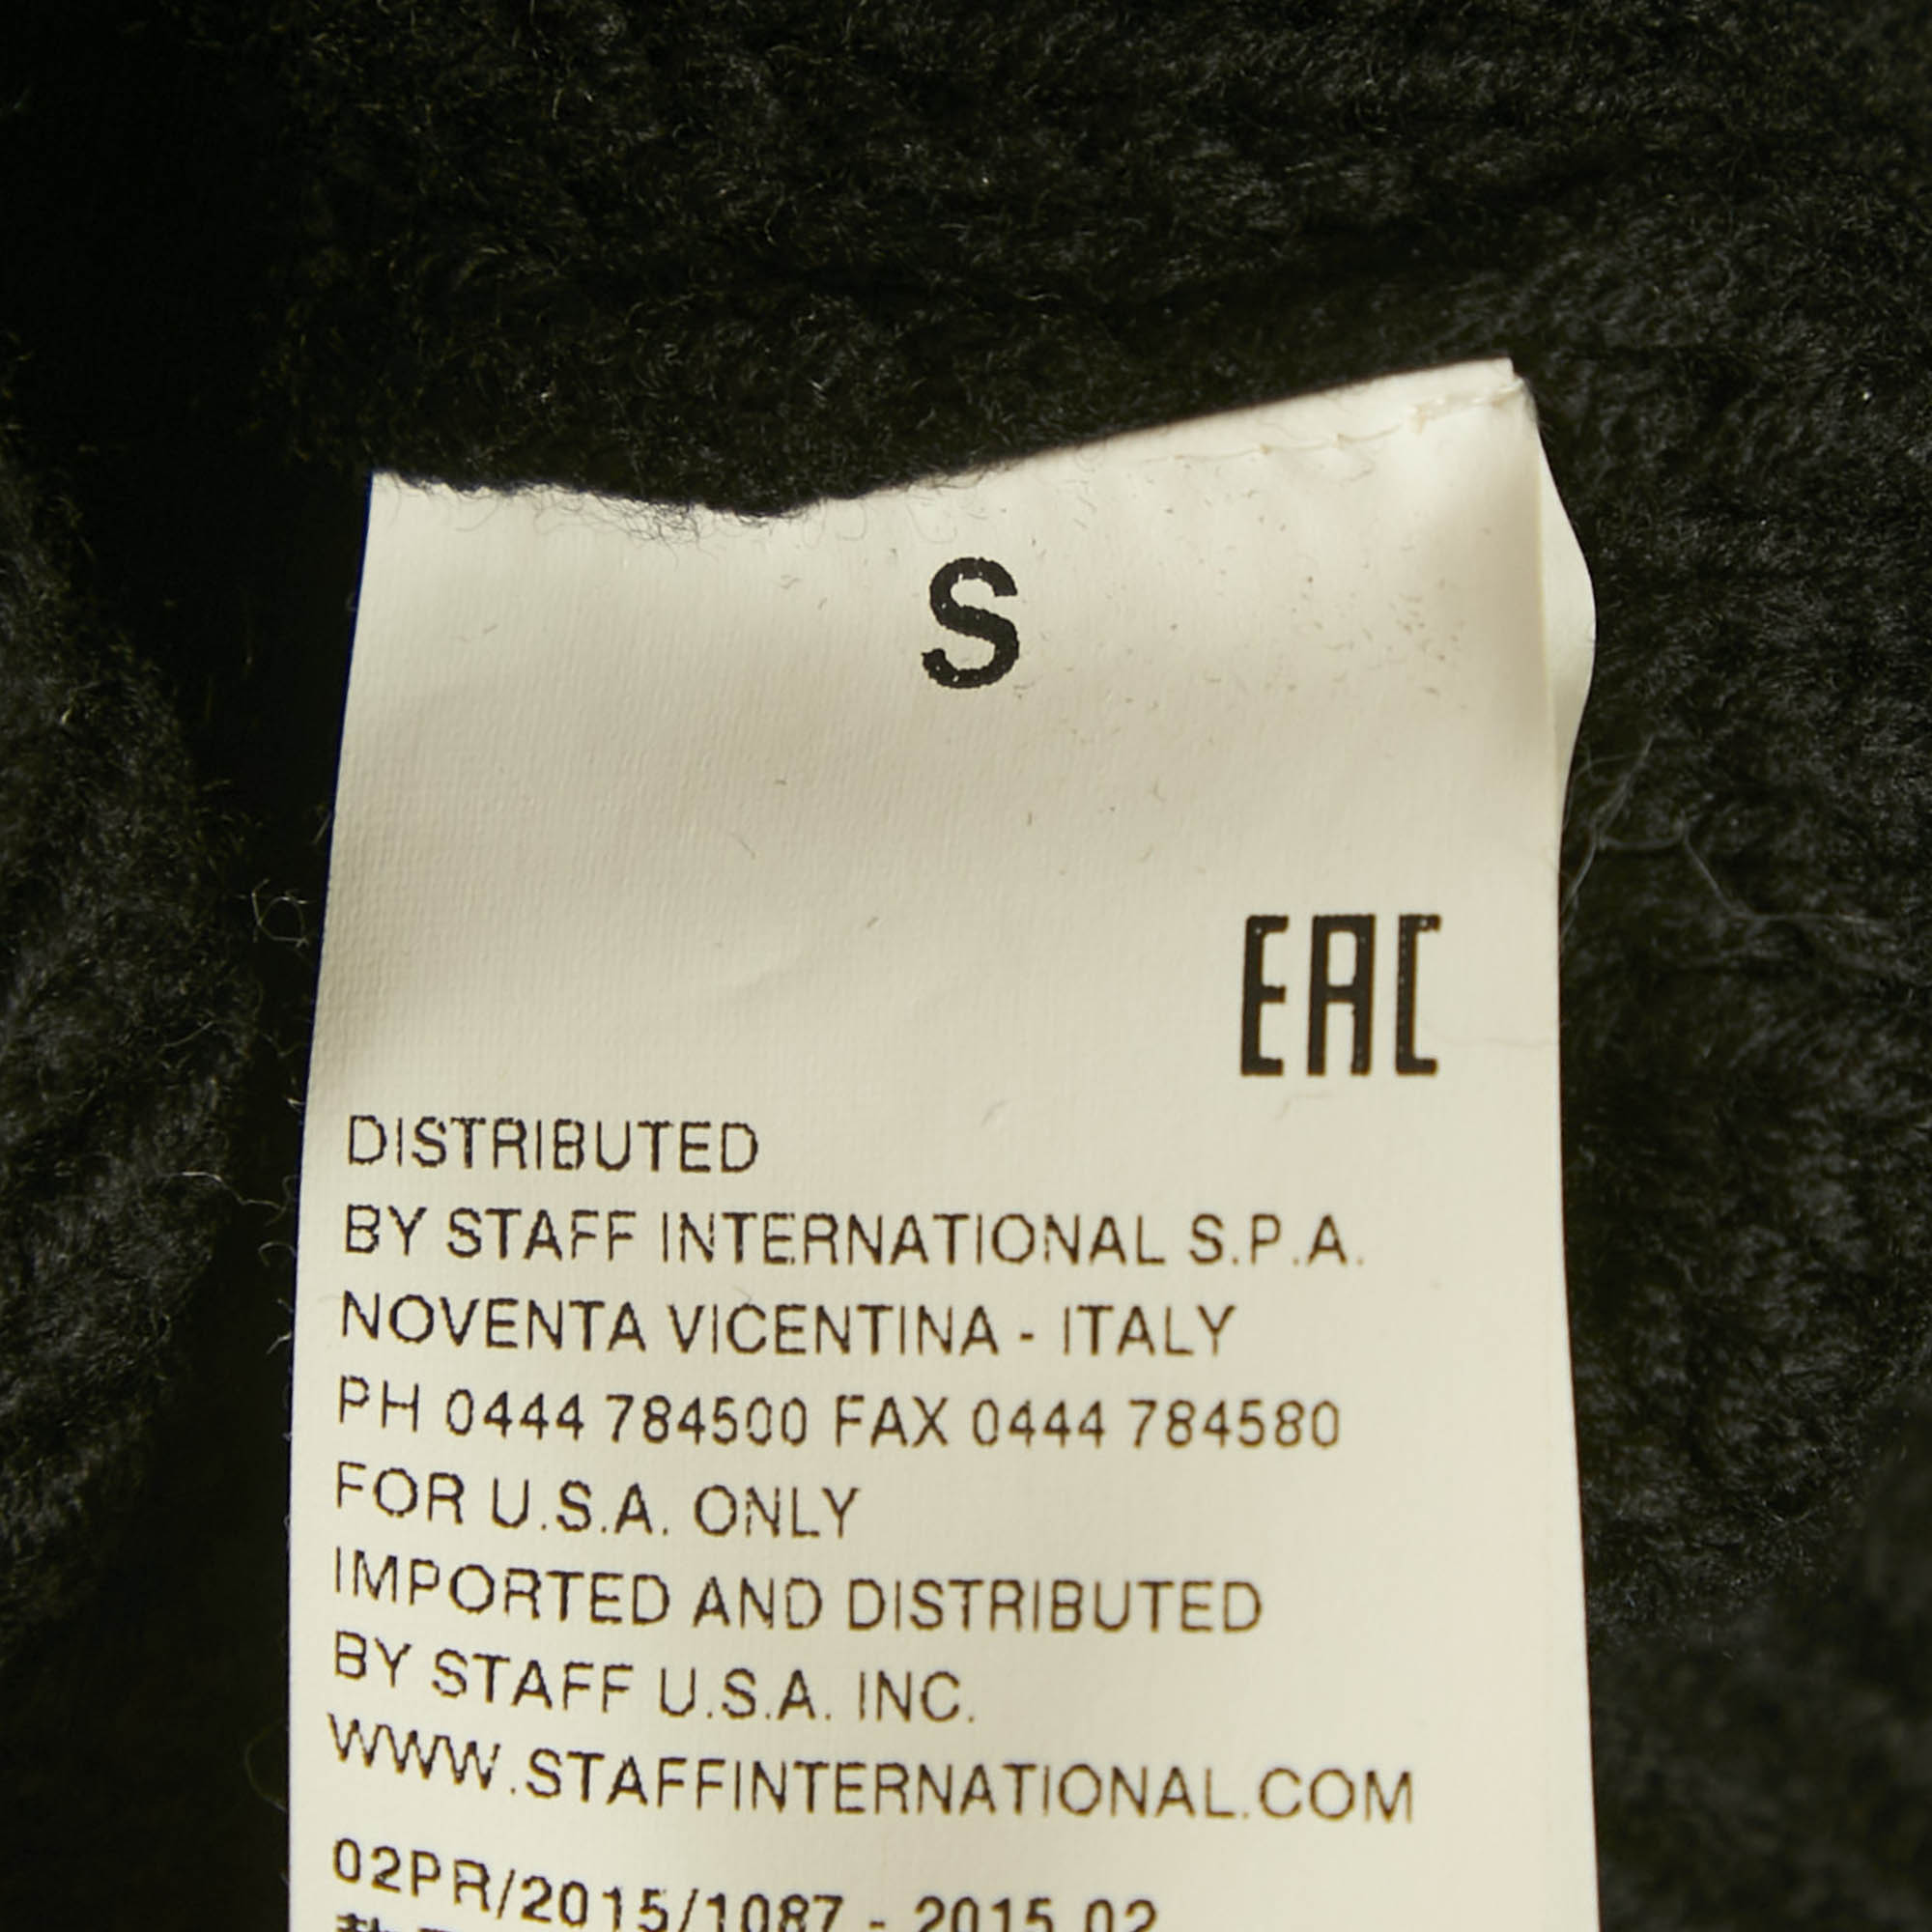 S
EAC
DISTRIBUTED
BY STAFF INTERNATIONAL S.P.A.
NOVENTA VICENTINA - ITALY
PH 0444 784500 FAX 0444 784580
FOR U.S.A. ONLY
IMPORTED AND DISTRIBUTED
BY STAFF U.S.A. INC.
WWW.STAFFINTERNATIONAL.COM
02PR/2015/1087 - 2015.02